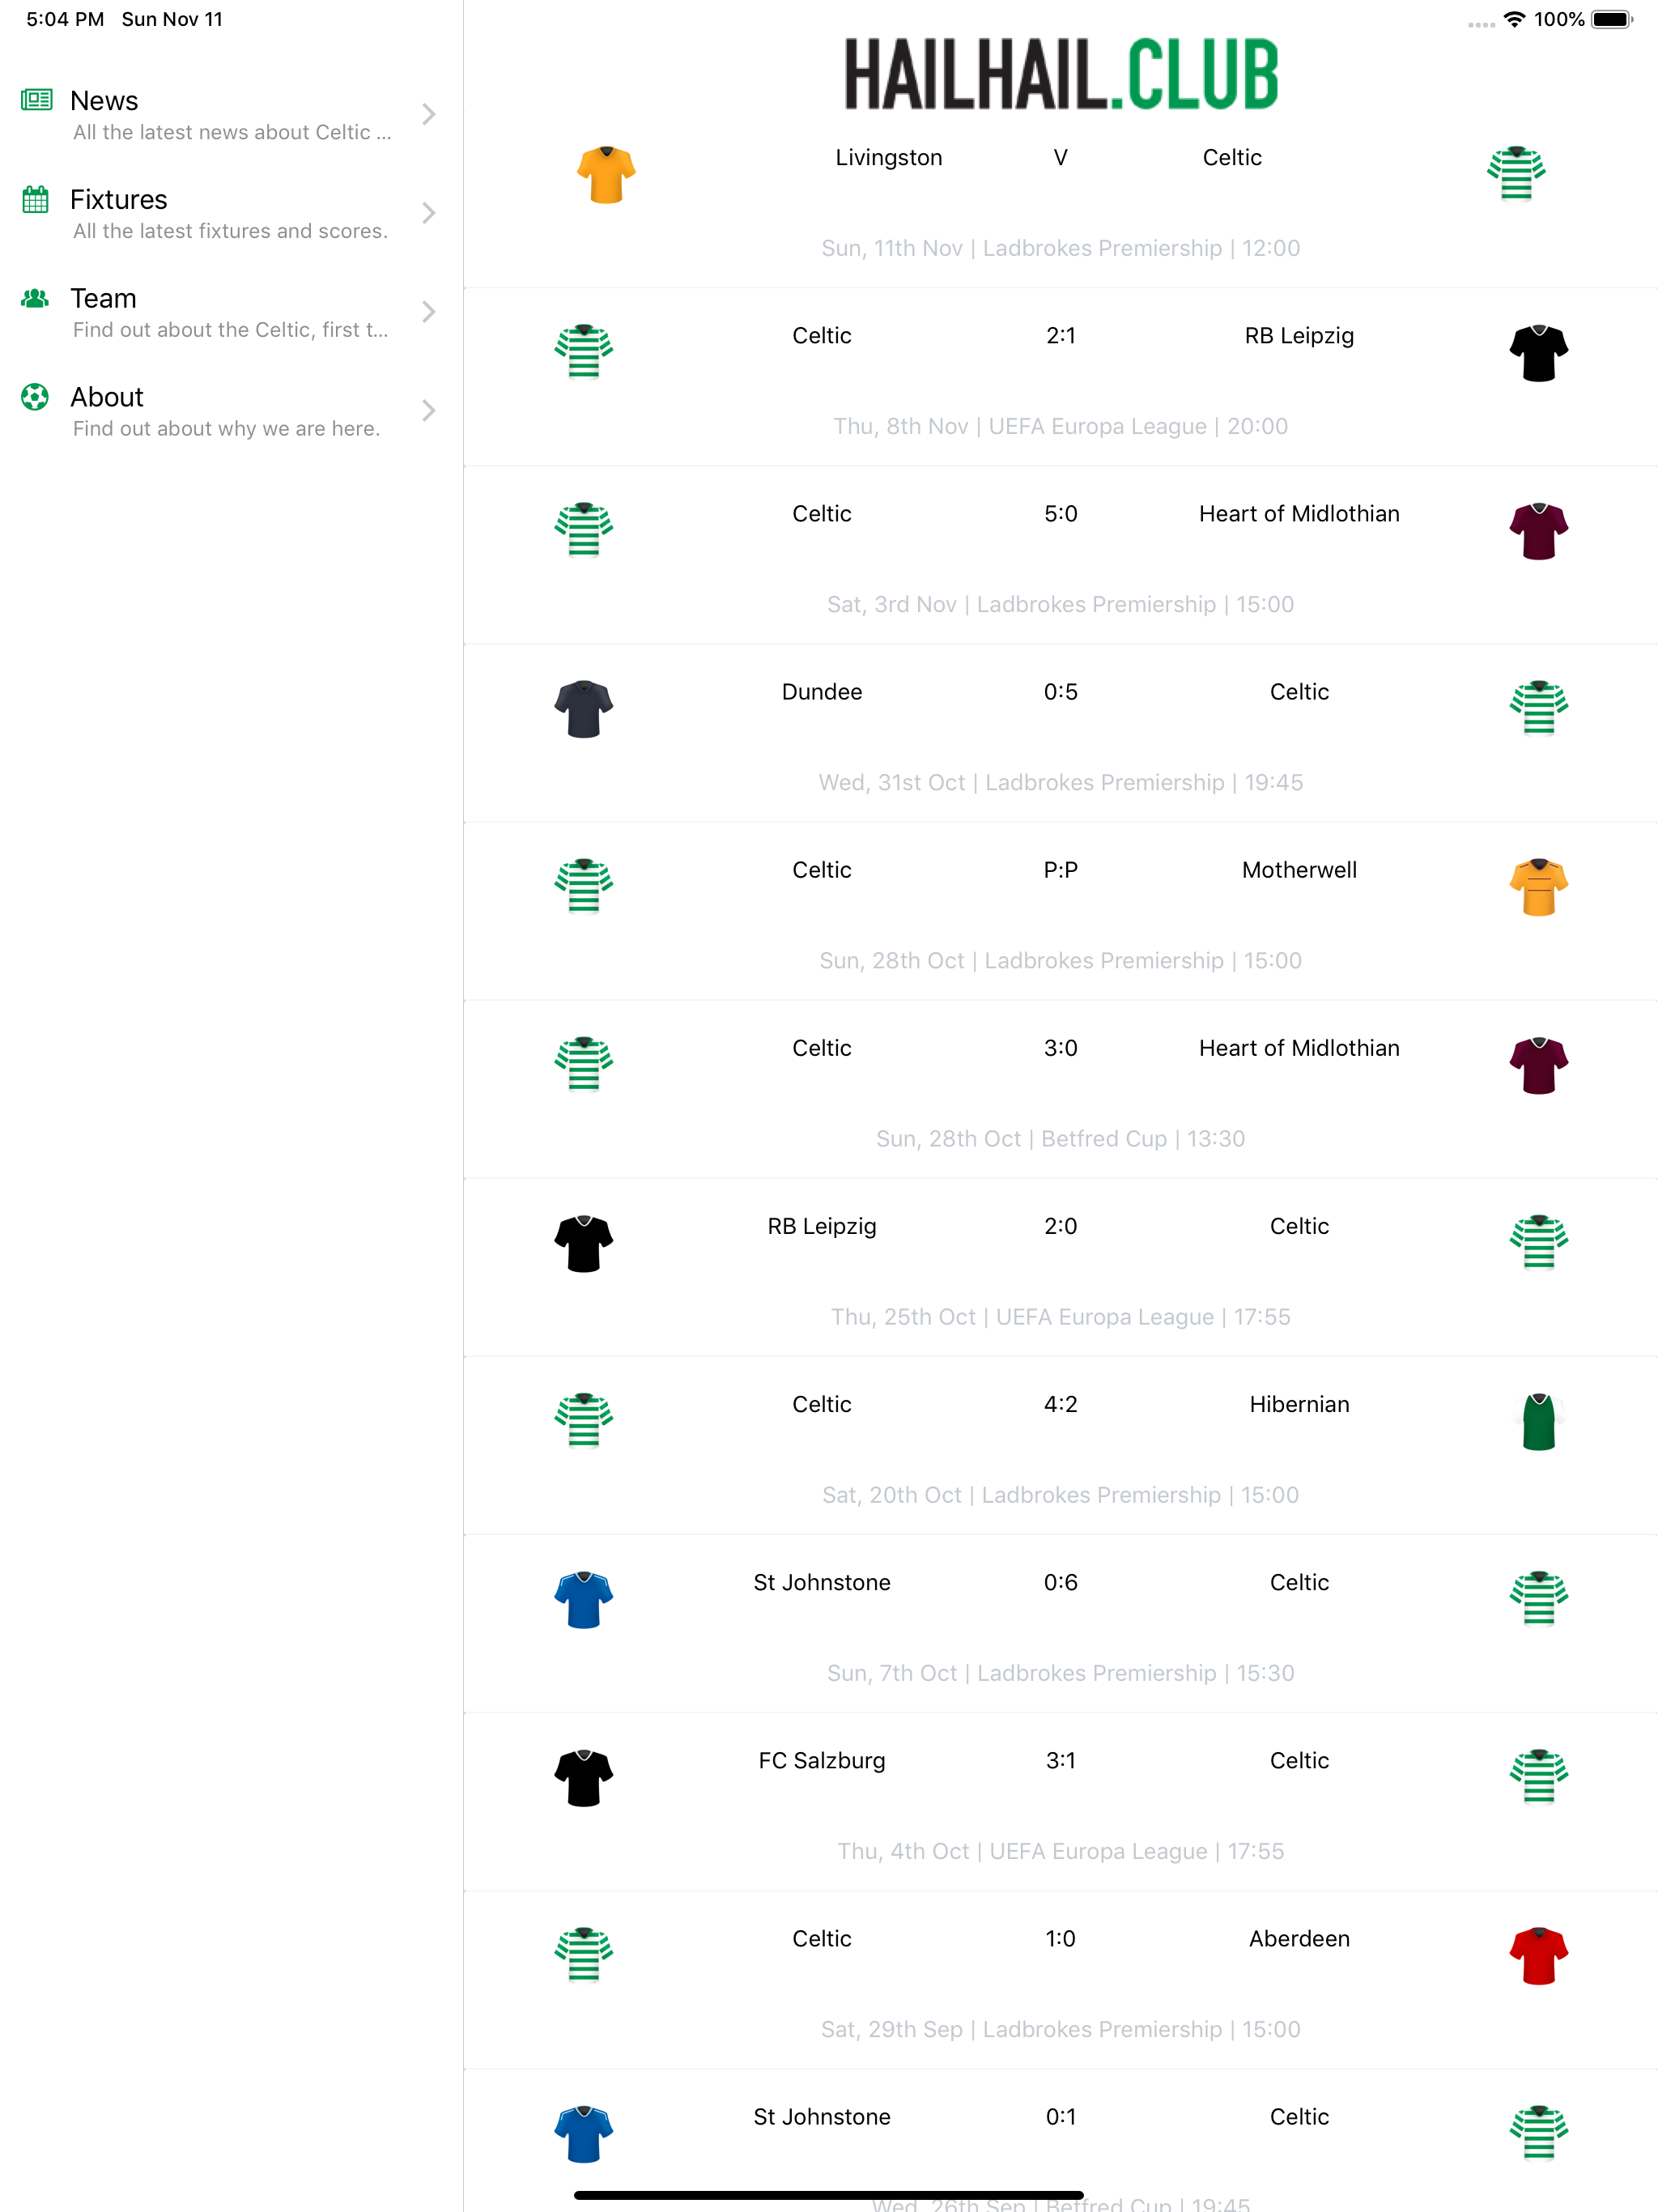 5:04 PM Sun Nov 11
100%
News
All the latest news about Celtic ...
Fixtures
All the latest fixtures and scores.
Team
Find out about the Celtic, first t...
About
Find out about why we are here.
HAILHAIL.CLUB
Livingston V Celtic
Sun, 11th Nov | Ladbrokes Premiership | 12:00
Celtic 2:1 RB Leipzig
Thu, 8th Nov | UEFA Europa League | 20:00
Celtic 5:0 Heart of Midlothian
Sat, 3rd Nov | Ladbrokes Premiership | 15:00
Dundee 0:5 Celtic
Wed, 31st Oct | Ladbrokes Premiership | 19:45
Celtic P:P Motherwell
Sun, 28th Oct | Ladbrokes Premiership | 15:00
Celtic 3:0 Heart of Midlothian
Sun, 28th Oct | Betfred Cup | 13:30
RB Leipzig 2:0 Celtic
Thu, 25th Oct | UEFA Europa League | 17:55
Celtic 4:2 Hibernian
Sat, 20th Oct | Ladbrokes Premiership | 15:00
St Johnstone 0:6 Celtic
Sun, 7th Oct | Ladbrokes Premiership | 15:30
FC Salzburg 3:1 Celtic
Thu, 4th Oct | UEFA Europa League | 17:55
Celtic 1:0 Aberdeen
Sat, 29th Sep | Ladbrokes Premiership | 15:00
St Johnstone 0:1 Celtic
Wed, 26th Sep | Betfred Cup | 19:45